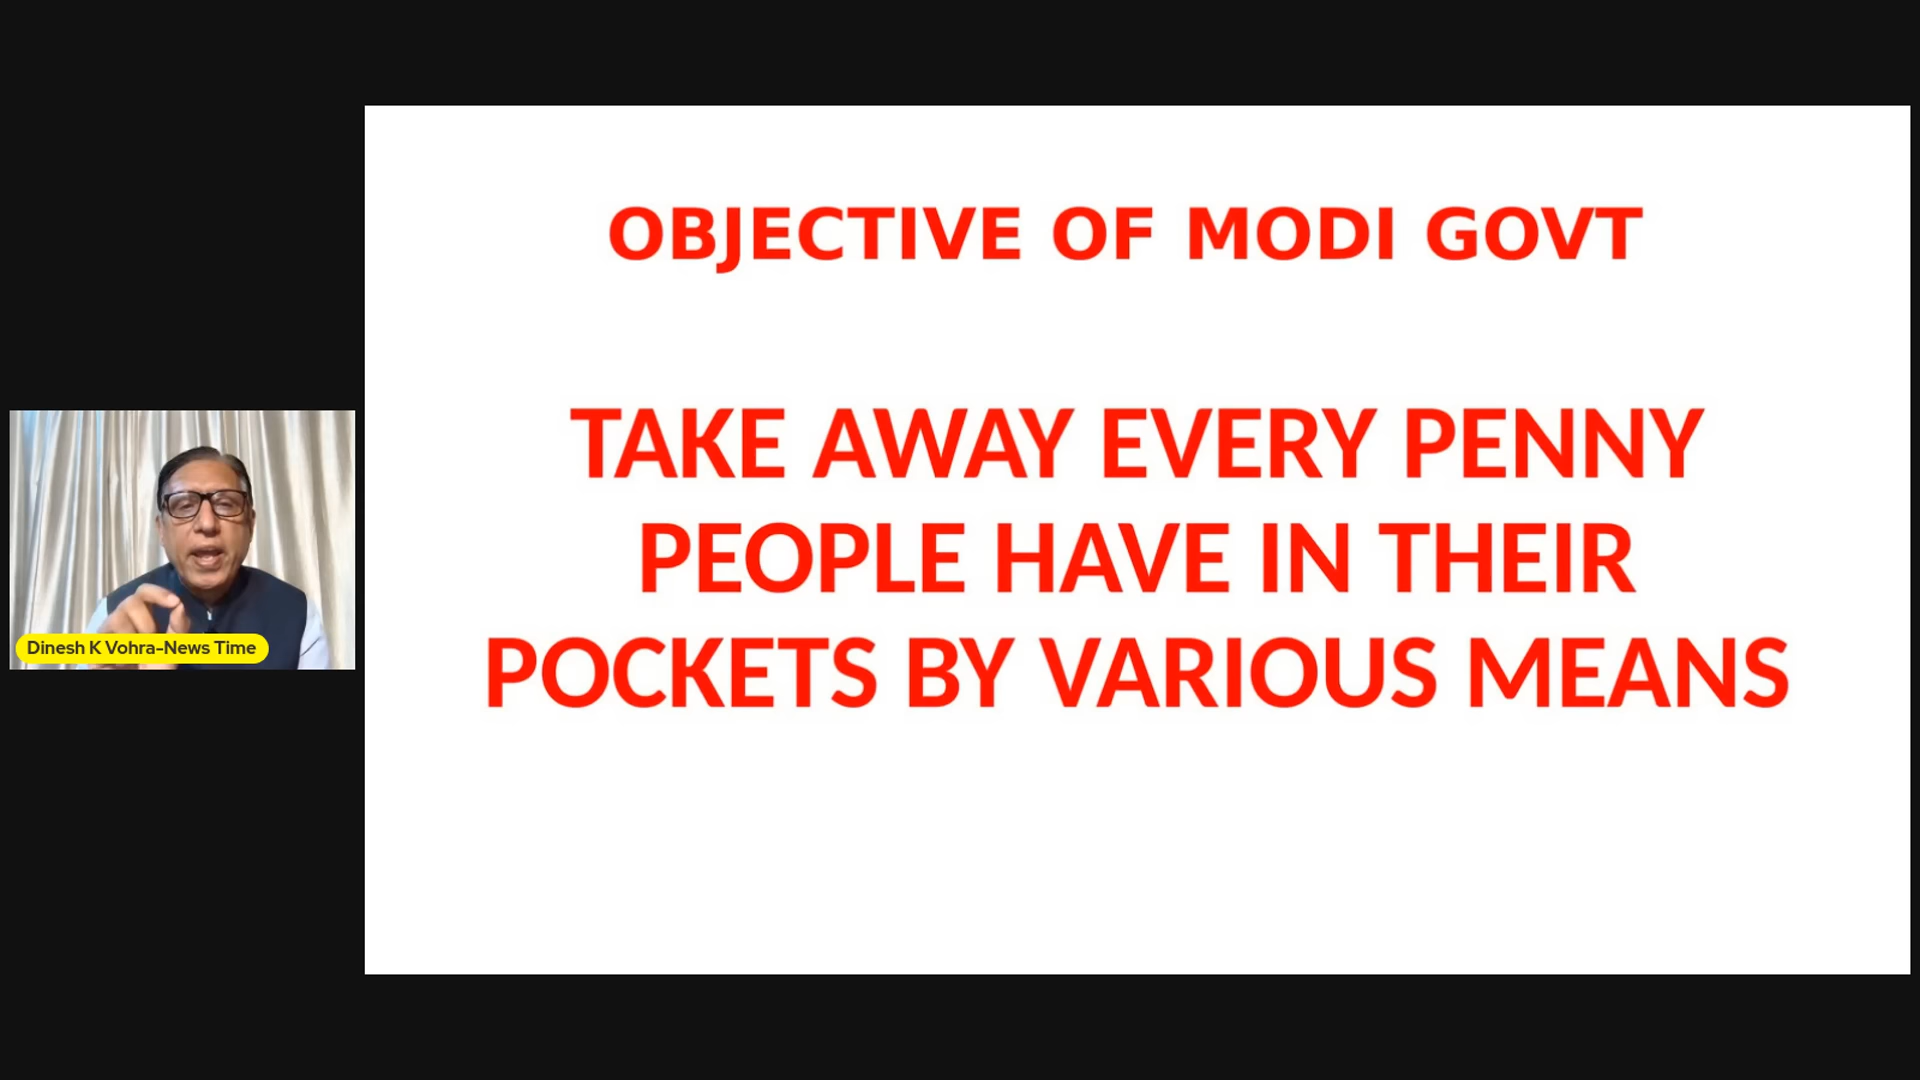 OBJECTIVE OF MODI GOVT
TAKE AWAY EVERY PENNY
PEOPLE HAVE IN THEIR
POCKETS BY VARIOUS MEANS
Dinesh K Vohra-News Time